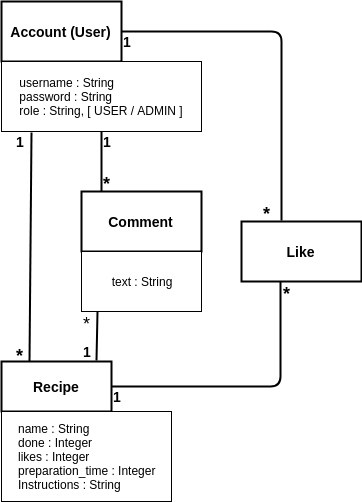 Account (User)
1
username : String
password : String
role : String, [ USER / ADMIN ]
1
1
*
*
Comment
Like
text : String
*
*
1
*
Recipe
1
name : String
done : Integer
likes : Integer
preparation_time : Integer
Instructions : String